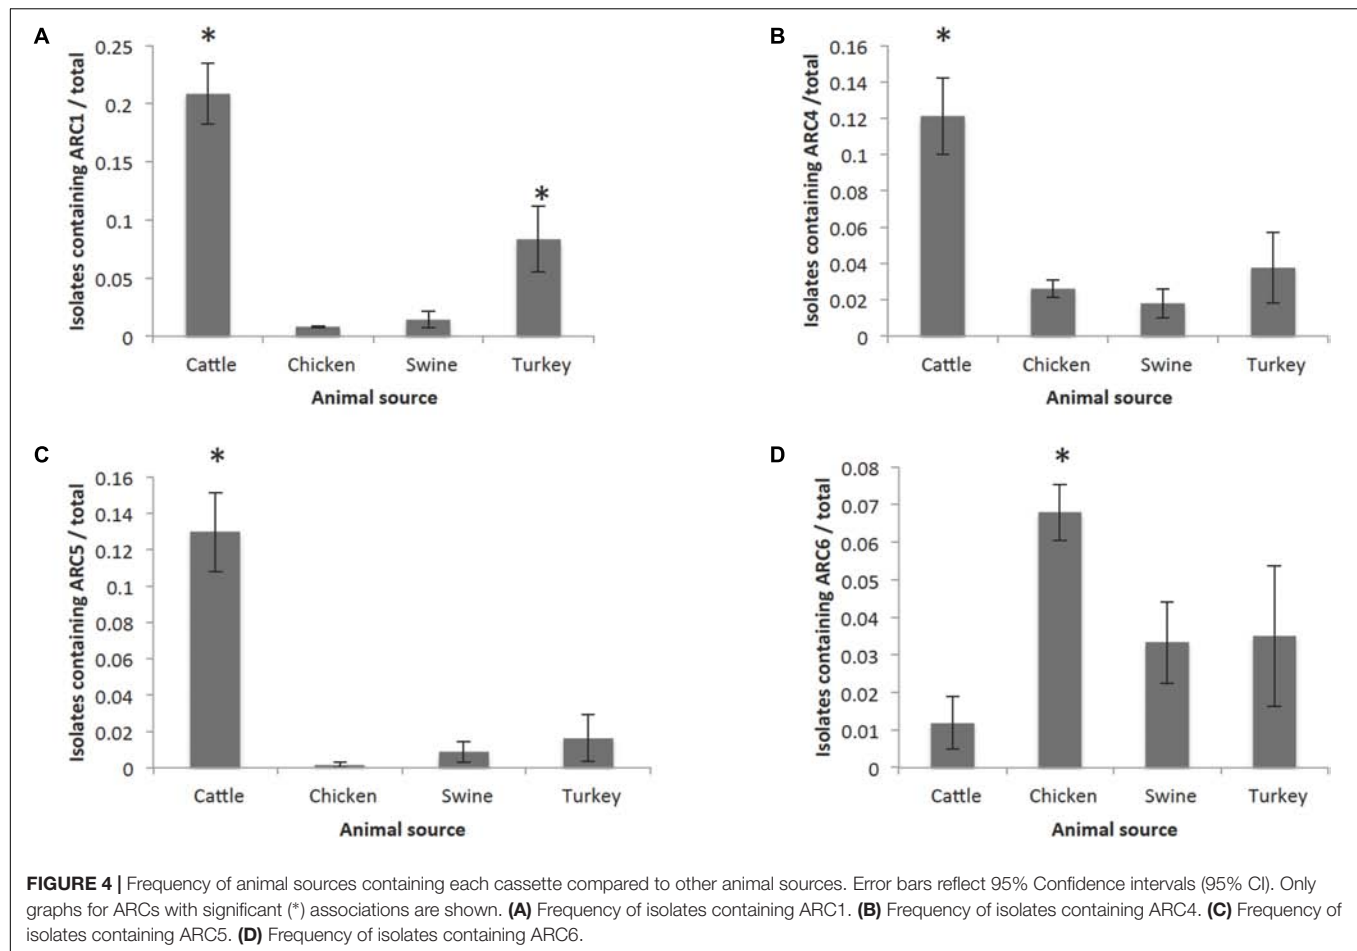 A
*
*
0.25
0.2
0.15
0.1
0.05
0
Isolates containing ARC1 / total
Cattle Chicken Swine Turkey
Animal source
B
*
0.16
0.14
0.12
0.1
0.08
0.06
0.04
0.02
0
Isolates containing ARC4 /total
Cattle Chicken Swine Turkey
Animal source
C
*
0.16
0.14
0.12
0.1
0.08
0.06
0.04
0.02
0
Isolates containing ARC5 / total
Cattle Chicken Swine Turkey
Animal source
D
*
0.08
0.07
0.06
0.05
0.04
0.03
0.02
0.01
0
Isolates containing ARC6 / total
Cattle Chicken Swine Turkey
Animal source
FIGURE 4 | Frequency of animal sources containing each cassette compared to other animal sources. Error bars reflect 95% Confidence intervals (95% CI). Only
graphs for ARCs with significant (*) associations are shown. (A) Frequency of isolates containing ARC1. (B) Frequency of isolates containing ARC4. (C) Frequency of
isolates containing ARC5. (D) Frequency of isolates containing ARC6.